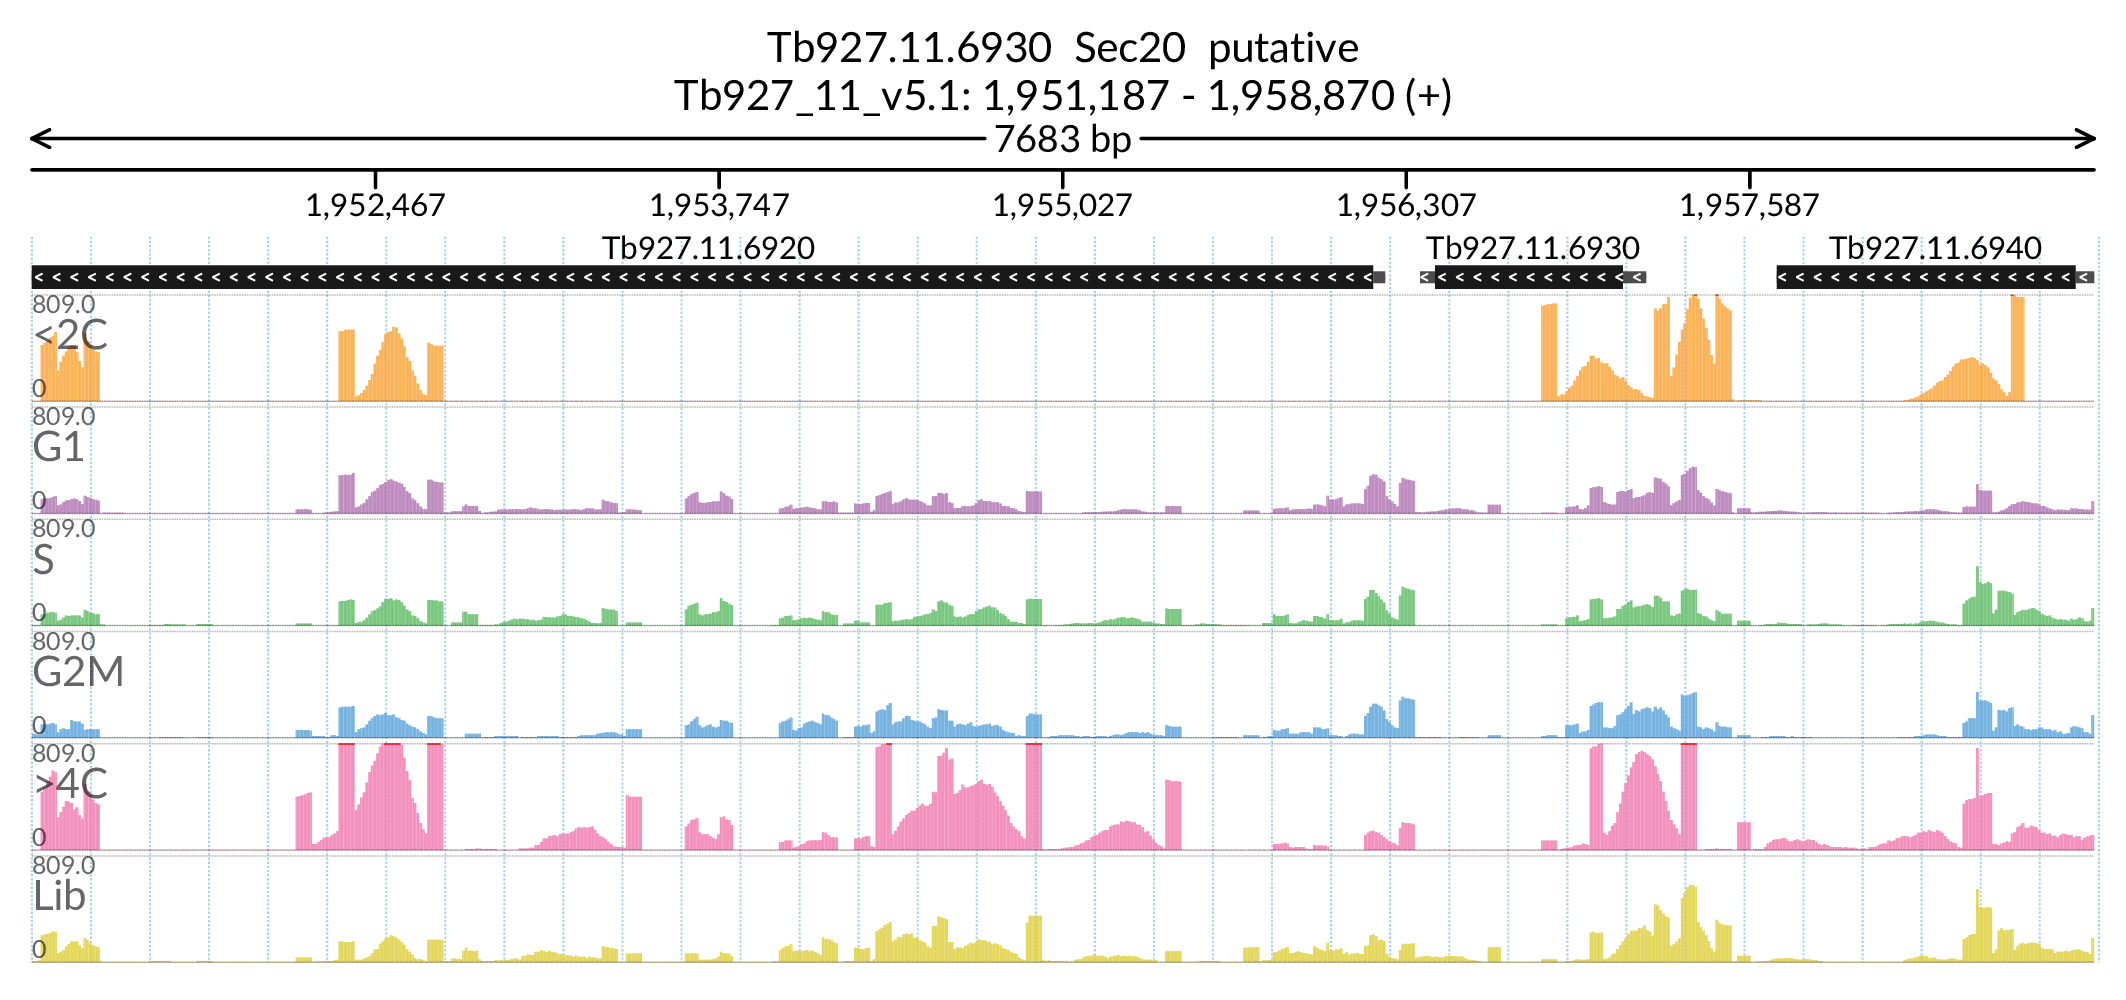 Tb927.11.6930 Sec20 putative
Tb927_11_v5.1: 1,951,187 - 1,958,870 (+)
7683 bp
1,952,467 1,953,747 1,955,027 1,956,307 1,957,587
Tb927.11.6920 Tb927.11.6930 Tb927.11.6940
809.0
<2C
0
809.0
G1
0
809.0
S
0
809.0
G2M
0
809.0
>4C
0
809.0
Lib
0